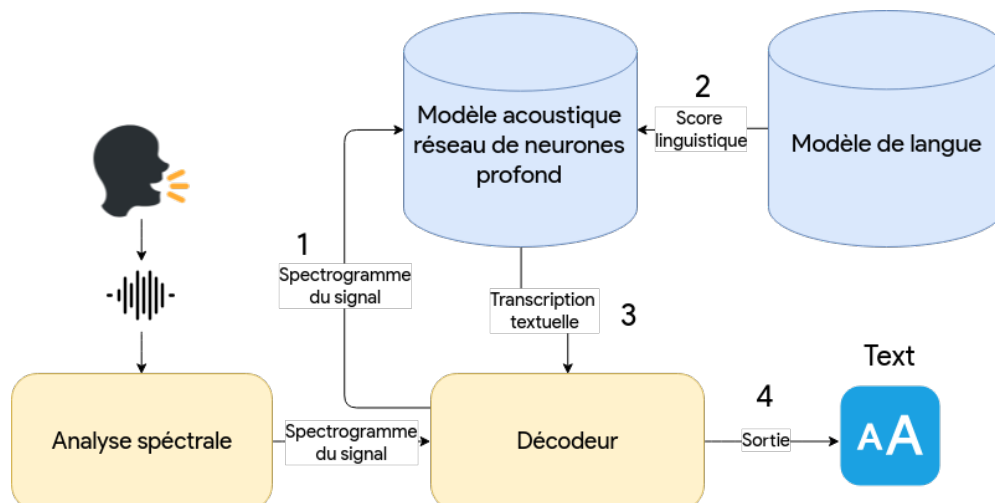 Modèle acoustique
réseau de neurones
profond
2
Score
linguistique
Modèle de langue
1
Spectrogramme
du signal
Transcription
textuelle
3
Text
Analyse spéctrale
Spectrogramme
du signal
Décodeur
4
Sortie
AA